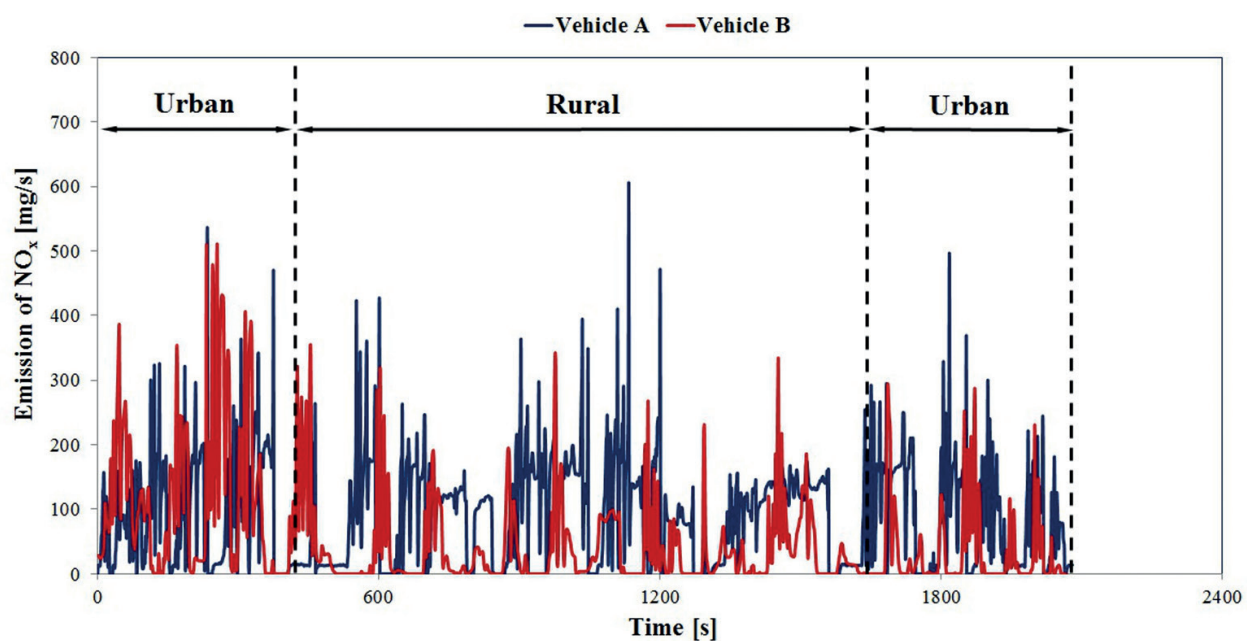 Vehicle A Vehicle B
800
Urban Rural Urban
700
600
500
400
300
200
100
0
Emission of NOx [mg/s]
0 600 1200 1800 2400
Time [s]